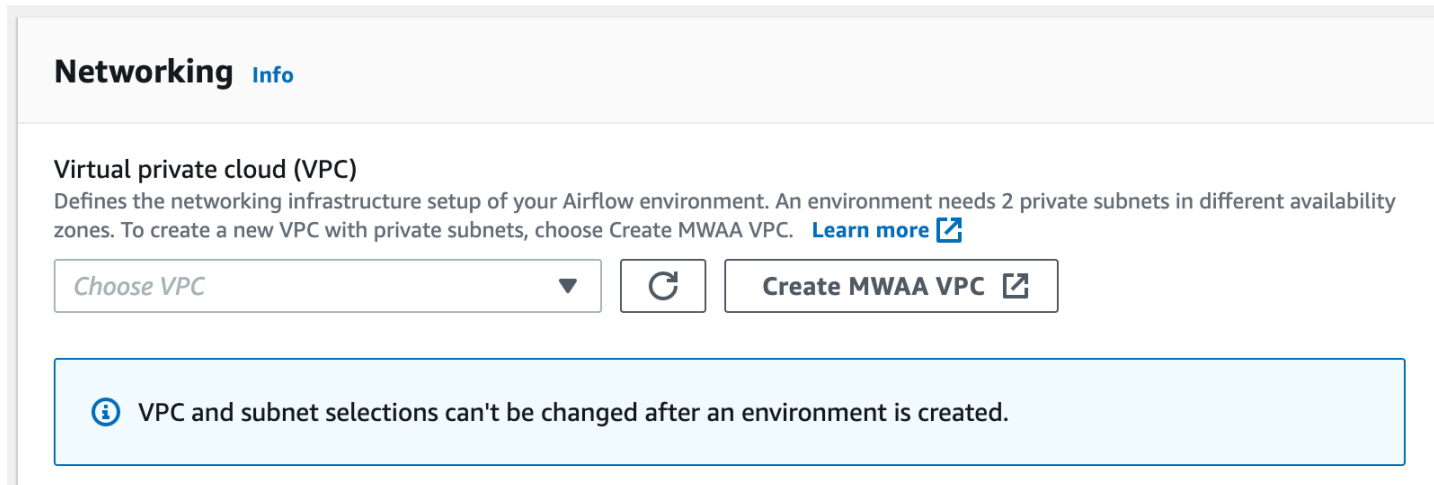 Networking Info
Virtual private cloud (VPC)
Defines the networking infrastructure setup of your Airflow environment. An environment needs 2 private subnets in different availability
zones. To create a new VPC with private subnets, choose Create MWAA VPC. Learn more
Choose VPC Create MWAA VPC
VPC and subnet selections can't be changed after an environment is created.